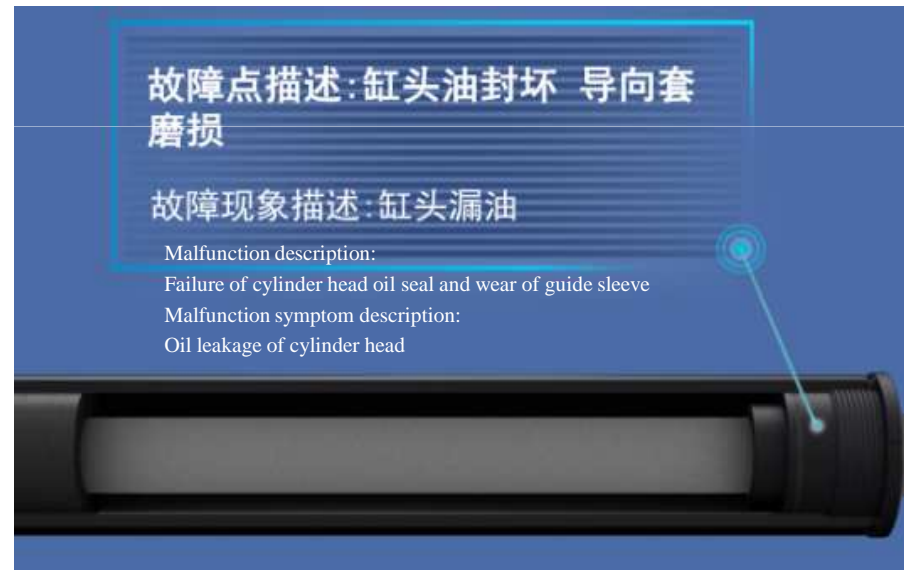 故障点描述:缸头油封坏 导向套
磨损
故障现象描述:缸头漏油
Malfunction description:
Failure of cylinder head oil seal and wear of guide sleeve
Malfunction symptom description:
Oil leakage of cylinder head